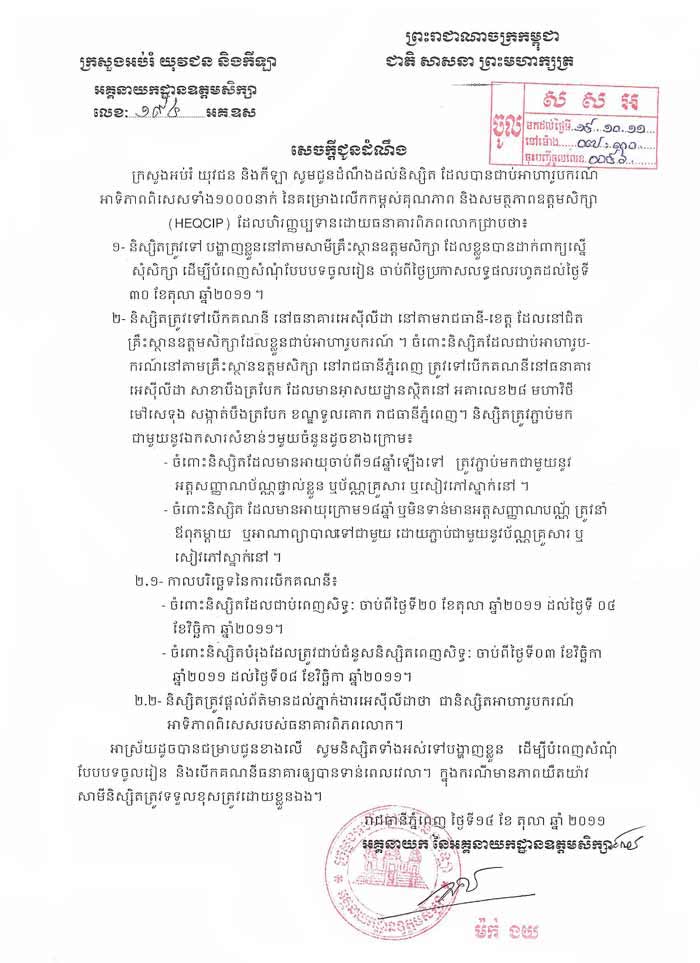 ព្រះរាជាណាចក្រកម្ពុជា
ក្រសួងអប់រំ យុវជន និងកីឡា
ជាតិ សាសនា ព្រះមហាក្សត្រ
អគ្គនាយកដ្ឋានឧត្តមសិក្សា
លេខ: ១៩៤ អគឧស
ស ស អ
ចូល
មកដល់ថ្ងៃទី ១៩.១០.១១
នៅម៉ោង
ចុះបញ្ជីចូលលេខ
សេចក្តីជូនដំណឹង
ក្រសួងអប់រំ យុវជន និងកីឡា សូមជូនដំណឹងដល់និស្សិត ដែលបានជាប់អាហារូបករណ៍
អាទិភាពពិសេសទាំង១០០០នាក់ នៃគម្រោងលើកកម្ពស់គុណភាព និងសមត្ថភាពឧត្តមសិក្សា
(HEQCIP) ដែលហិរញ្ញប្បទានដោយធនាគារពិភពលោកជ្រាបថា៖
១- និស្សិតត្រូវទៅ បង្ហាញខ្លួននៅតាមសាមីគ្រឹះស្ថានឧត្តមសិក្សា ដែលខ្លួនបានដាក់ពាក្យស្នើ
សុំសិក្សា ដើម្បីបំពេញសំណុំបែបបទចូលរៀន ចាប់ពីថ្ងៃប្រកាសលទ្ធផលរហូតដល់ថ្ងៃទី
៣០ ខែតុលា ឆ្នាំ២០១១ ។
២- និស្សិតត្រូវទៅបើកគណនី នៅធនាគារអេស៊ីលីដា នៅតាមរាជធានី-ខេត្ត ដែលនៅជិត
គ្រឹះស្ថានឧត្តមសិក្សាដែលខ្លួនជាប់អាហារូបករណ៍ ។ ចំពោះនិស្សិតដែលជាប់អាហារូប-
ករណ៍នៅតាមគ្រឹះស្ថានឧត្តមសិក្សា នៅរាជធានីភ្នំពេញ ត្រូវទៅបើកគណនីនៅធនាគារ
អេស៊ីលីដា សាខាបឹងត្របែក ដែលមានអាសយដ្ឋានស្ថិតនៅ អគាលេខ២៨ មហាវិថី
ម៉ៅសេទុង សង្កាត់បឹងត្របែក ខណ្ឌទួលគោក រាជធានីភ្នំពេញ។ និស្សិតត្រូវភ្ជាប់មក
ជាមួយនូវឯកសារសំខាន់ៗមួយចំនួនដូចខាងក្រោម៖
- ចំពោះនិស្សិតដែលមានអាយុចាប់ពី១៨ឆ្នាំឡើងទៅ ត្រូវភ្ជាប់មកជាមួយនូវ
អត្តសញ្ញាណប័ណ្ណផ្ទាល់ខ្លួន ឬប័ណ្ណគ្រួសារ ឬសៀវភៅស្នាក់នៅ ។
- ចំពោះនិស្សិត ដែលមានអាយុក្រោម១៨ឆ្នាំ ឬមិនទាន់មានអត្តសញ្ញាណបណ្ណ័ ត្រូវនាំ
ឪពុកម្តាយ ឬអាណាព្យាបាលទៅជាមួយ ដោយភ្ជាប់ជាមួយនូវប័ណ្ណគ្រួសារ ឬ
សៀវភៅស្នាក់នៅ ។
២.១- កាលបរិច្ឆេទនៃការបើកគណនី៖
- ចំពោះនិស្សិតដែលជាប់ពេញសិទ្ធ: ចាប់ពីថ្ងៃទី២០ ខែតុលា ឆ្នាំ២០១១ ដល់ថ្ងៃទី ០៤
ខែវិច្ឆិកា ឆ្នាំ២០១១។
- ចំពោះនិស្សិតបំរុងដែលត្រូវជាប់ជំនួសនិស្សិតពេញសិទ្ធ: ចាប់ពីថ្ងៃទី០៣ ខែវិច្ឆិកា
ឆ្នាំ២០១១ ដល់ថ្ងៃទី០៨ ខែវិច្ឆិកា ឆ្នាំ២០១១។
២.២- និស្សិតត្រូវផ្តល់ព័ត៌មានដល់ភ្នាក់ងារអេស៊ីលីដាថា ជានិស្សិតអាហារូបករណ៍
អាទិភាពពិសេសរបស់ធនាគារពិភពលោក។
អាស្រ័យដូចបានជម្រាបជូនខាងលើ សូមនិស្សិតទាំងអស់ទៅបង្ហាញខ្លួន ដើម្បីបំពេញសំណុំ
បែបបទចូលរៀន និងបើកគណនីធនាគារឲ្យបានទាន់ពេលវេលា។ ក្នុងករណីមានភាពយឺតយ៉ាវ
សាមីនិស្សិតត្រូវទទួលខុសត្រូវដោយខ្លួនឯង។
រាជធានីភ្នំពេញ ថ្ងៃទី១៤ ខែ តុលា ឆ្នាំ ២០១១
អគ្គនាយក នៃអគ្គនាយកដ្ឋានឧត្តមសិក្សា
ម៉ក់ ងយ